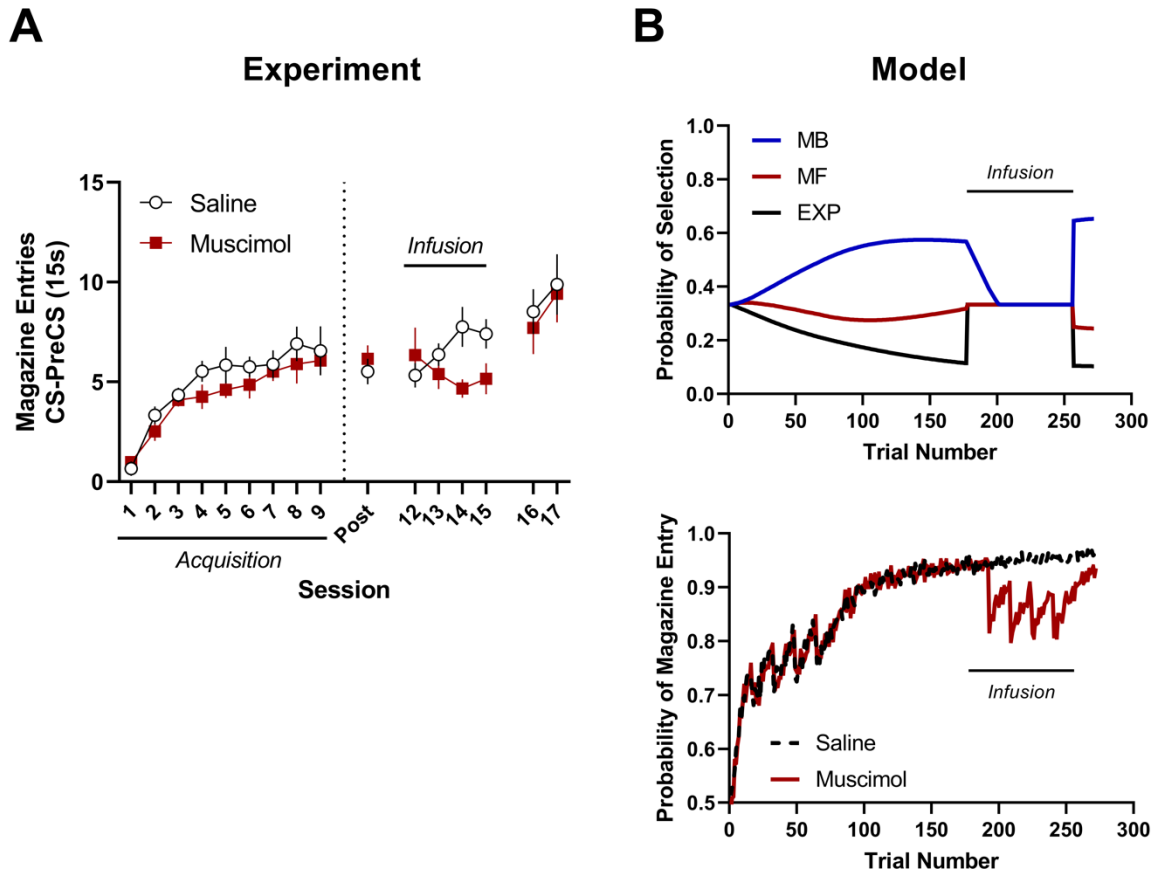 A
Experiment
Magazine Entries
CS-PreCS (15s)
15
10
5
0
Saline
Muscimol
Infusion
1 2 3 4 5 6 7 8 9 Post 12 13 14 15 16 17
Acquisition
Session
B
Model
Probability of Selection
1.0
0.8
0.6
0.4
0.2
0.0
MB
MF
EXP
Infusion
0 50 100 150 200 250 300
Trial Number
Probability of Magazine Entry
1.0
0.9
0.8
0.7
0.6
0.5
Infusion
Saline
Muscimol
0 50 100 150 200 250 300
Trial Number